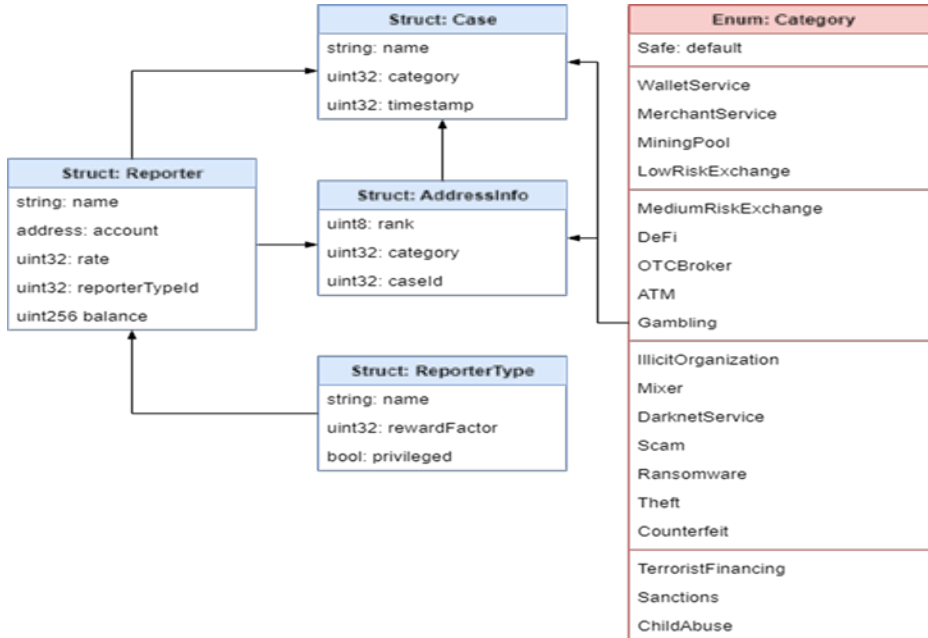 Struct: Case
string: name
uint32: category
uint32: timestamp
Struct: Reporter
string: name
address: account
uint32: rate
uint32: reporterTypeId
uint256 balance
Struct: AddressInfo
uint8: rank
uint32: category
uint32: caseId
Struct: ReporterType
string: name
uint32: rewardFactor
bool: privileged
Enum: Category
Safe: default
WalletService
MerchantService
MiningPool
LowRiskExchange
MediumRiskExchange
DeFi
OTCBroker
ATM
Gambling
IllicitOrganization
Mixer
DarknetService
Scam
Ransomware
Theft
Counterfeit
TerroristFinancing
Sanctions
ChildAbuse